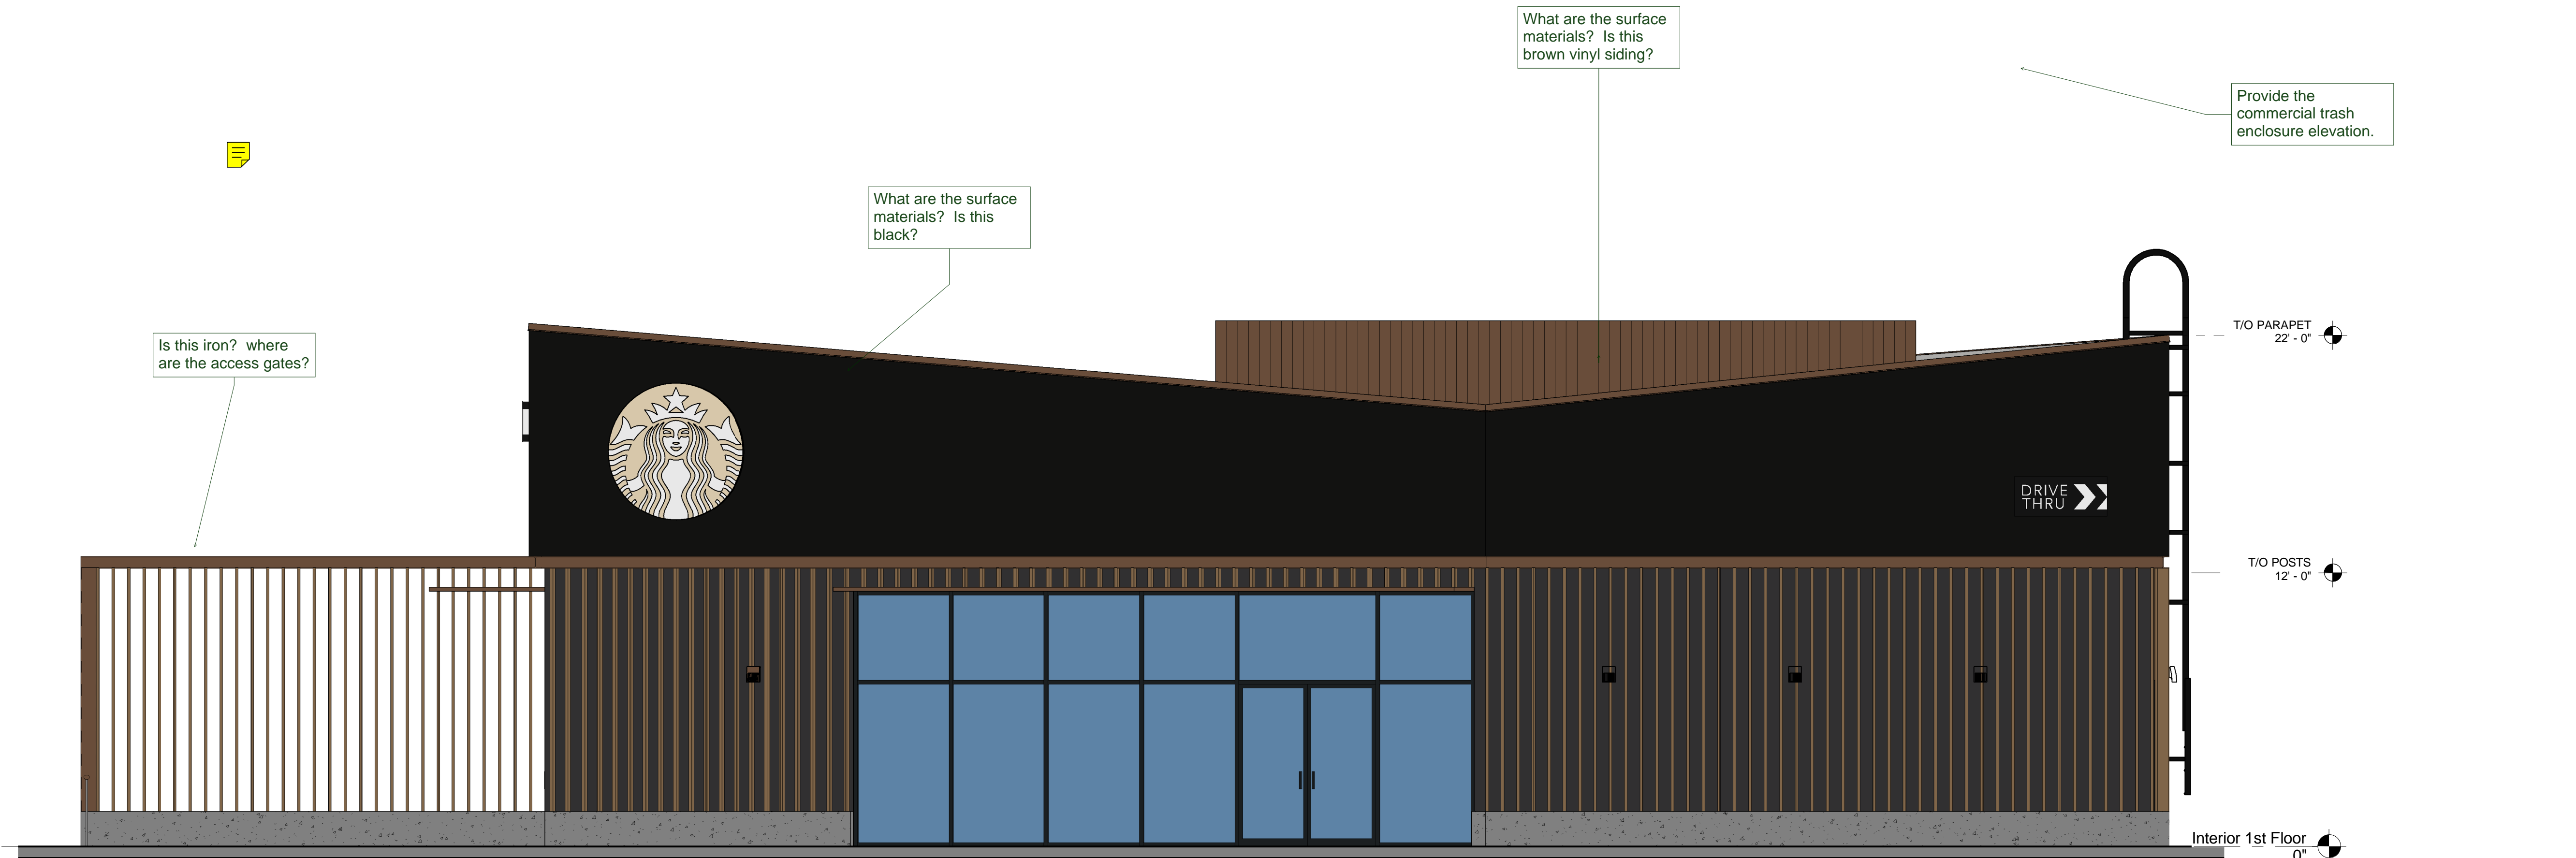 What are the surface
materials?  Is this
brown vinyl siding?
Provide the
commercial trash
enclosure elevation.
What are the surface
materials?  Is this
black?
Is this iron?  where
are the access gates?
T/O PARAPET
22' - 0"
DRIVE
THRU
T/O POSTS
12' - 0"
Interior 1st Floor
0"